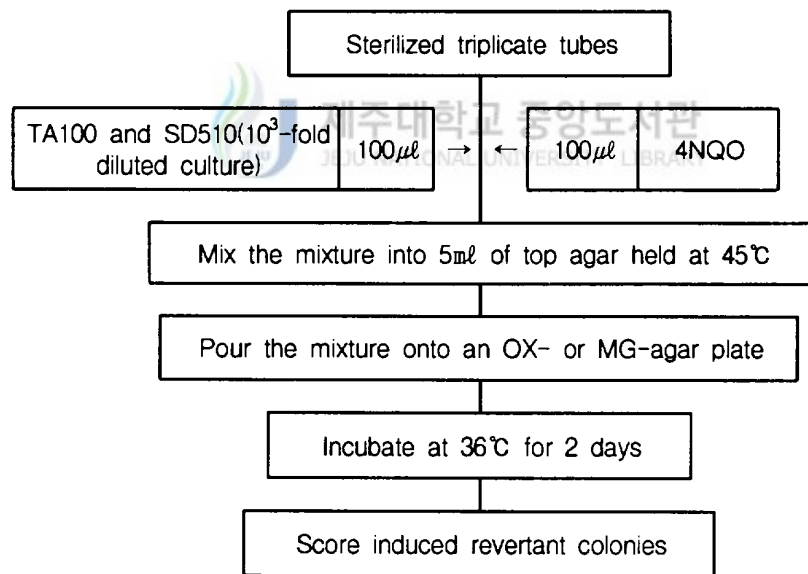 Sterilized triplicate tubes
제주대학교 중앙도서관
JEJU NATIONAL UNIVERSITY LIBRARY
TA100 and SD510(10³-fold
diluted culture)
100㎕ → ← 100㎕ 4NQO
Mix the mixture into 5㎖ of top agar held at 45℃
Pour the mixture onto an OX- or MG-agar plate
Incubate at 36℃ for 2 days
Score induced revertant colonies